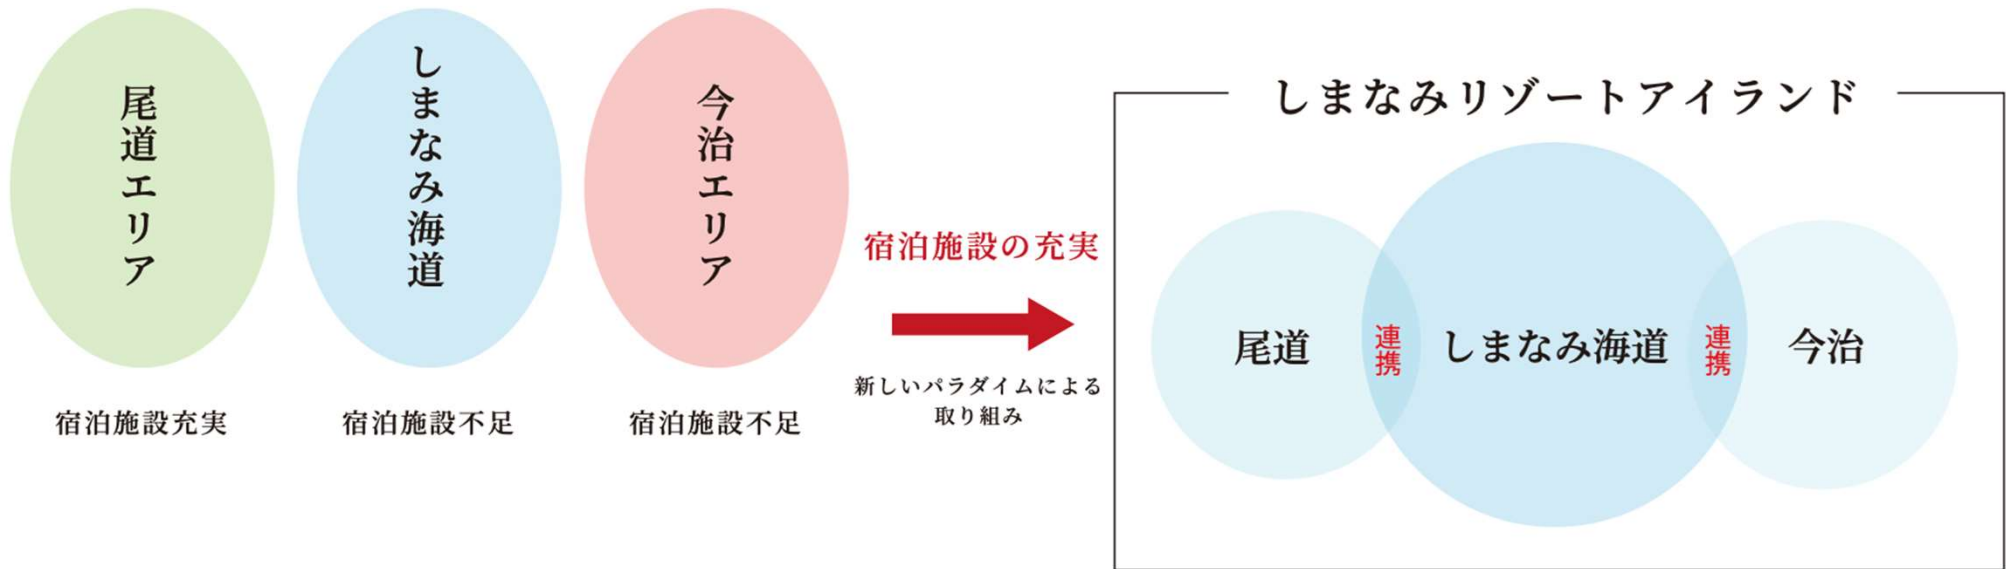 尾道エリア
しまなみ海道
今治エリア
宿泊施設充実
宿泊施設不足
宿泊施設不足
宿泊施設の充実
新しいパラダイムによる
取り組み
しまなみリゾートアイランド
尾道
連携
しまなみ海道
連携
今治